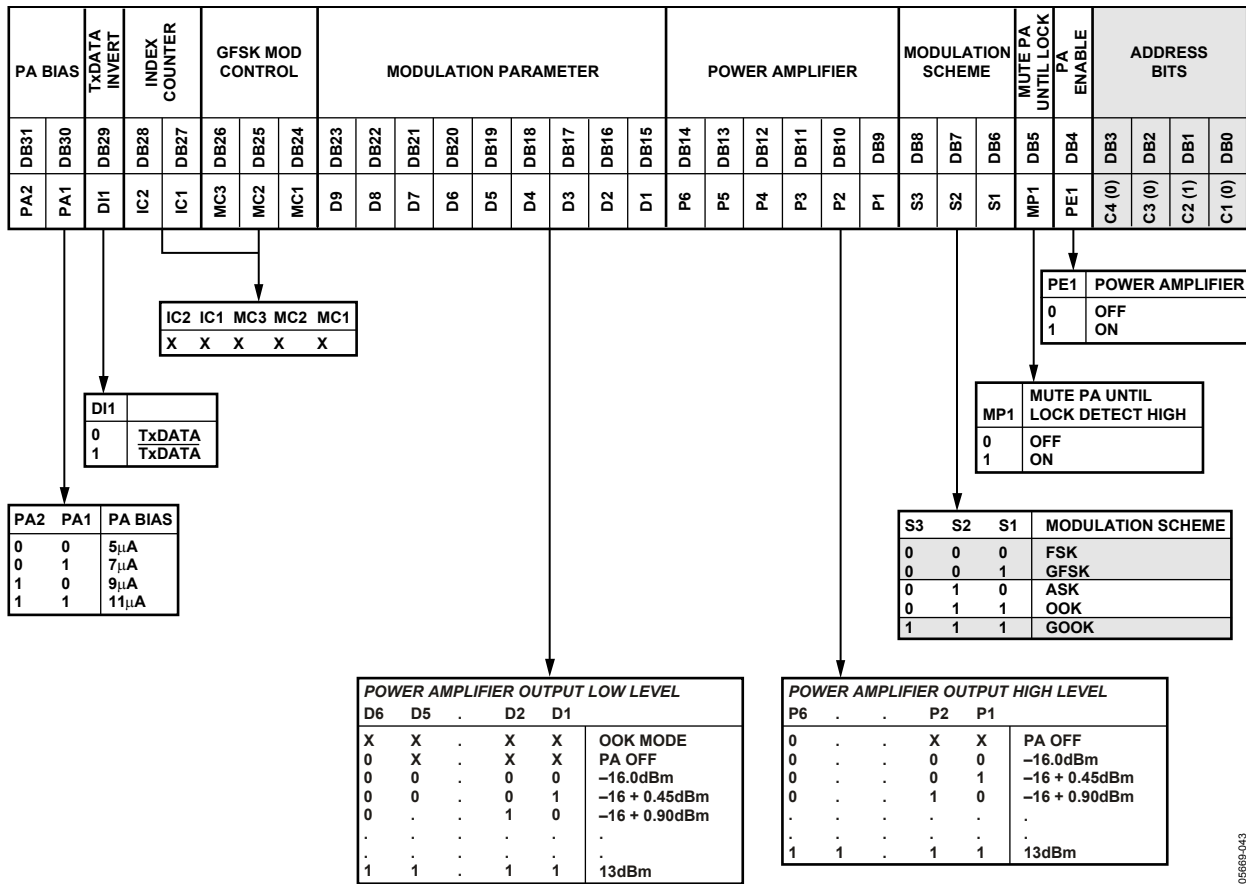 PA BIAS TxDATA INVERT INDEX COUNTER GFSK MOD CONTROL MODULATION PARAMETER POWER AMPLIFIER MODULATION SCHEME MUTE PA UNTIL LOCK PA ENABLE ADDRESS BITS
DB31 DB30 DB29 DB28 DB27 DB26 DB25 DB24 DB23 DB22 DB21 DB20 DB19 DB18 DB17 DB16 DB15 DB14 DB13 DB12 DB11 DB10 DB9 DB8 DB7 DB6 DB5 DB4 DB3 DB2 DB1 DB0
PA2 PA1 DI1 IC2 IC1 MC3 MC2 MC1 D9 D8 D7 D6 D5 D4 D3 D2 D1 P6 P5 P4 P3 P2 P1 S3 S2 S1 MP1 PE1 C4 (0) C3 (0) C2 (1) C1 (0)
PE1 POWER AMPLIFIER
0 OFF
1 ON
IC2 IC1 MC3 MC2 MC1
X X X X X
MP1 MUTE PA UNTIL LOCK DETECT HIGH
0 OFF
1 ON
DI1
0 TxDATA
1 TxDATA
PA2 PA1 PA BIAS
0 0 5µA
0 1 7µA
1 0 9µA
1 1 11µA
S3 S2 S1 MODULATION SCHEME
0 0 0 FSK
0 0 1 GFSK
0 1 0 ASK
0 1 1 OOK
1 1 1 GOOK
POWER AMPLIFIER OUTPUT LOW LEVEL
D6 D5 . D2 D1
X X . X X OOK MODE
0 X . X X PA OFF
0 0 . 0 0 –16.0dBm
0 0 . 0 1 –16 + 0.45dBm
0 . . 1 0 –16 + 0.90dBm
. . . . . .
. . . . . .
1 1 . 1 1 13dBm
POWER AMPLIFIER OUTPUT HIGH LEVEL
P6 . . P2 P1
0 . . X X PA OFF
0 . . 0 0 –16.0dBm
0 . . 0 1 –16 + 0.45dBm
0 . . 1 0 –16 + 0.90dBm
. . . . . .
. . . . . .
1 1 . 1 1 13dBm
05669-043